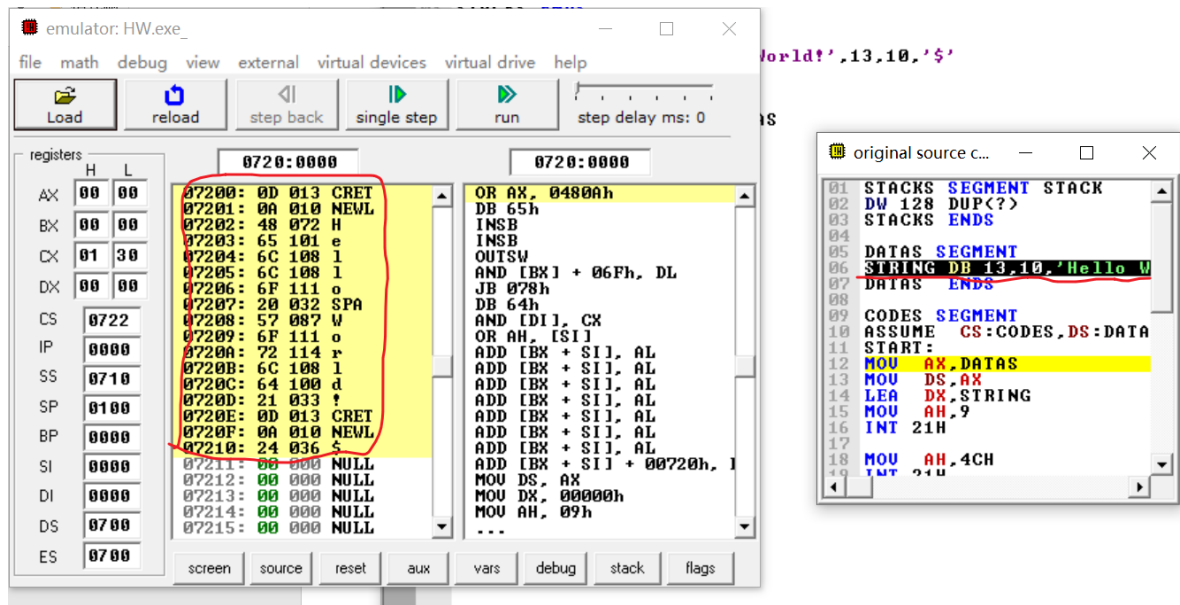 emulator: HW.exe_
file math debug view external virtual devices virtual drive help
World!',13,10,'$'
Load reload step back single step run step delay ms: 0
AS
registers
H L
0720:0000 0720:0000
AX 00 00
BX 00 00
CX 01 30
DX 00 00
CS 0722
IP 0000
SS 0710
SP 0100
BP 0000
SI 0000
DI 0000
DS 0700
ES 0700
07200: 0D 013 CRET
07201: 0A 010 NEWL
07202: 48 072 H
07203: 65 101 e
07204: 6C 108 l
07205: 6C 108 l
07206: 6F 111 o
07207: 20 032 SPA
07208: 57 087 W
07209: 6F 111 o
0720A: 72 114 r
0720B: 6C 108 l
0720C: 64 100 d
0720D: 21 033 !
0720E: 0D 013 CRET
0720F: 0A 010 NEWL
07210: 24 036 $
07211: 00 000 NULL
07212: 00 000 NULL
07213: 00 000 NULL
07214: 00 000 NULL
07215: 00 000 NULL
OR AX, 0480Ah
DB 65h
INSB
INSB
OUTSW
AND [BX] + 06Fh, DL
JB 078h
DB 64h
AND [DI], CX
OR AH, [SI]
ADD [BX + SI], AL
ADD [BX + SI], AL
ADD [BX + SI], AL
ADD [BX + SI], AL
ADD [BX + SI], AL
ADD [BX + SI], AL
ADD [BX + SI], AL
ADD [BX + SI] + 00720h,
MOV DS, AX
MOV DX, 00000h
MOV AH, 09h
...
screen source reset aux vars debug stack flags
original source c...
01 STACKS SEGMENT STACK
02 DW 128 DUP(?)
03 STACKS ENDS
04
05 DATAS SEGMENT
06 STRING DB 13,10,'Hello W
07 DATAS ENDS
08
09 CODES SEGMENT
10 ASSUME CS:CODES,DS:DATA
11 START:
12 MOV AX,DATAS
13 MOV DS,AX
14 LEA DX,STRING
15 MOV AH,9
16 INT 21H
17
18 MOV AH,4CH
19 INT 21H